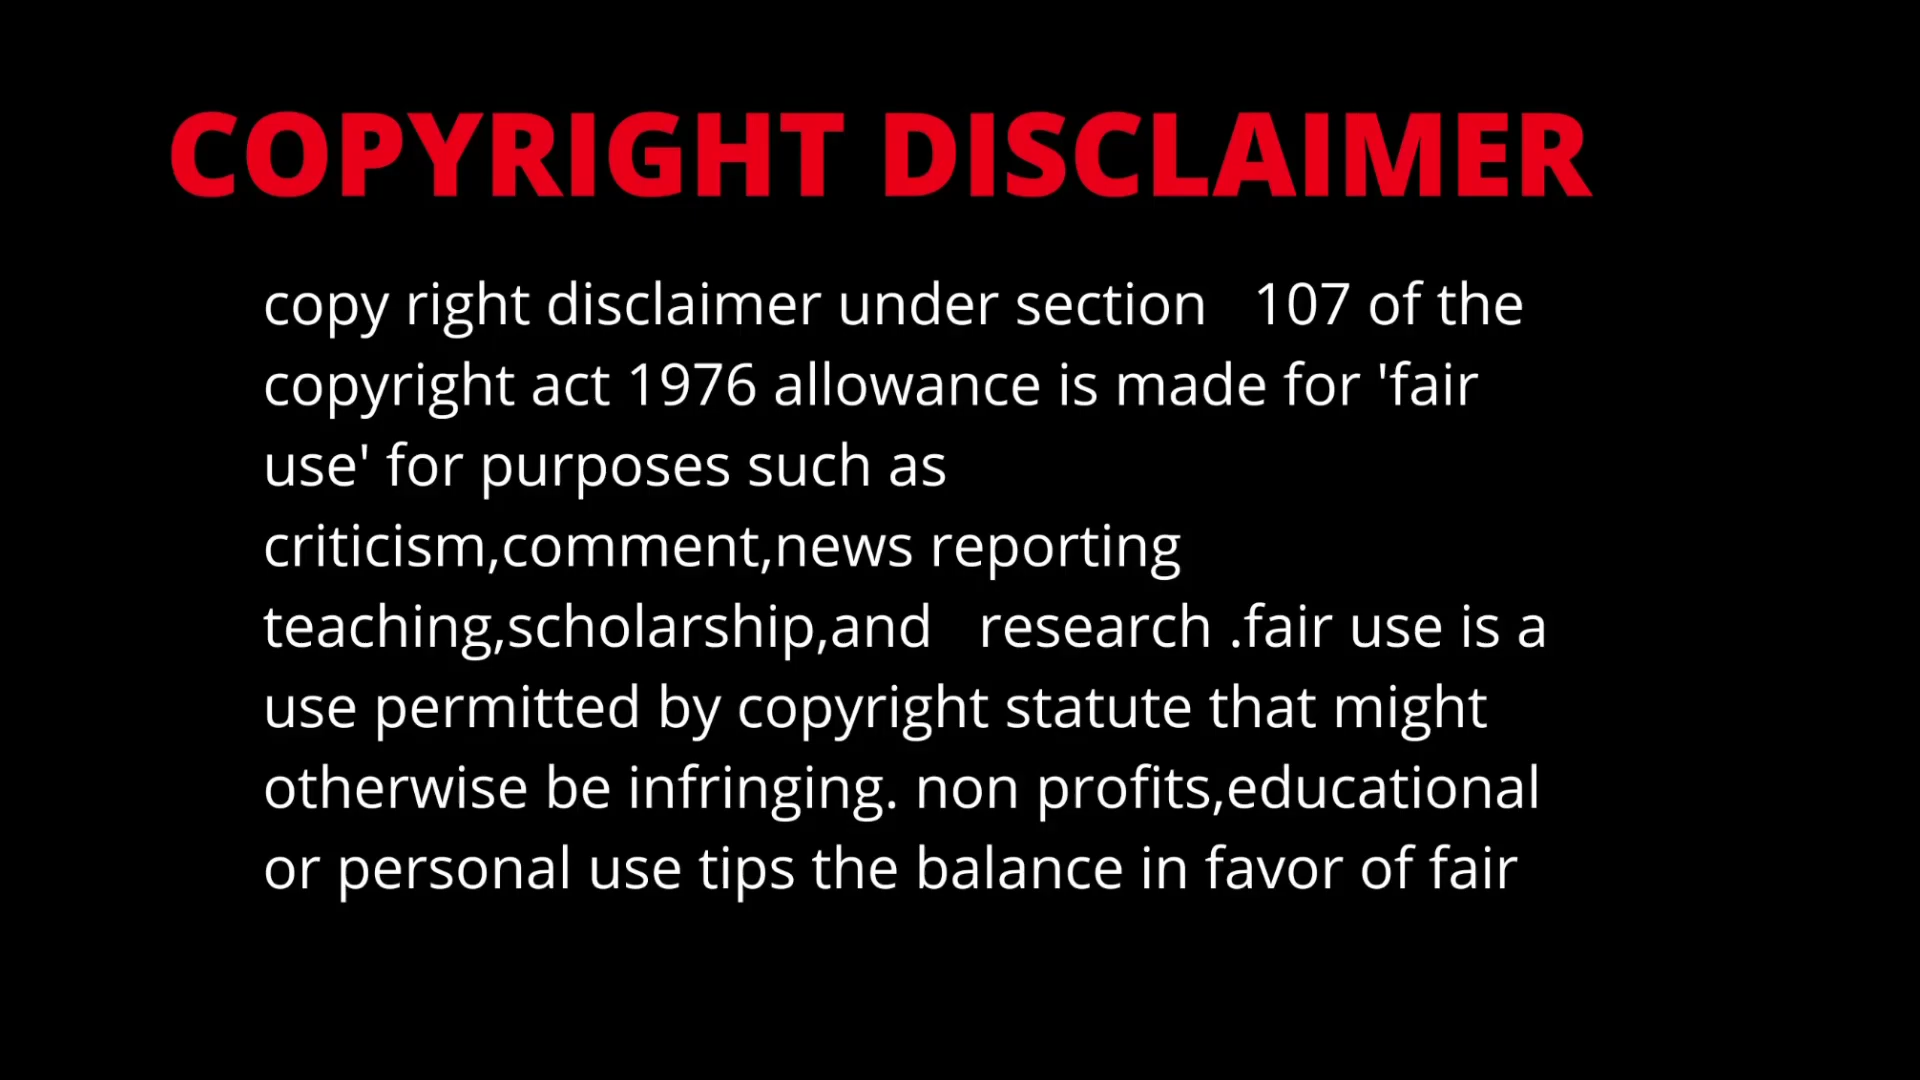 COPYRIGHT DISCLAIMER
copy right disclaimer under section   107 of the
copyright act 1976 allowance is made for 'fair
use' for purposes such as
criticism,comment,news reporting
teaching,scholarship,and   research .fair use is a
use permitted by copyright statute that might
otherwise be infringing. non profits,educational
or personal use tips the balance in favor of fair